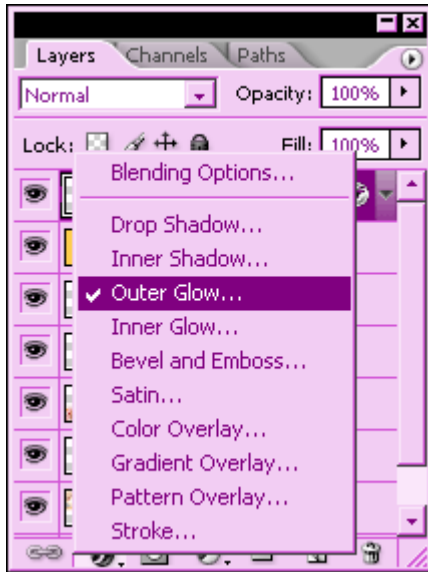 Layers Channels Paths
Normal Opacity: 100%
Lock: Fill: 100%
Blending Options...
Drop Shadow...
Inner Shadow...
Outer Glow...
Inner Glow...
Bevel and Emboss...
Satin...
Color Overlay...
Gradient Overlay...
Pattern Overlay...
Stroke...